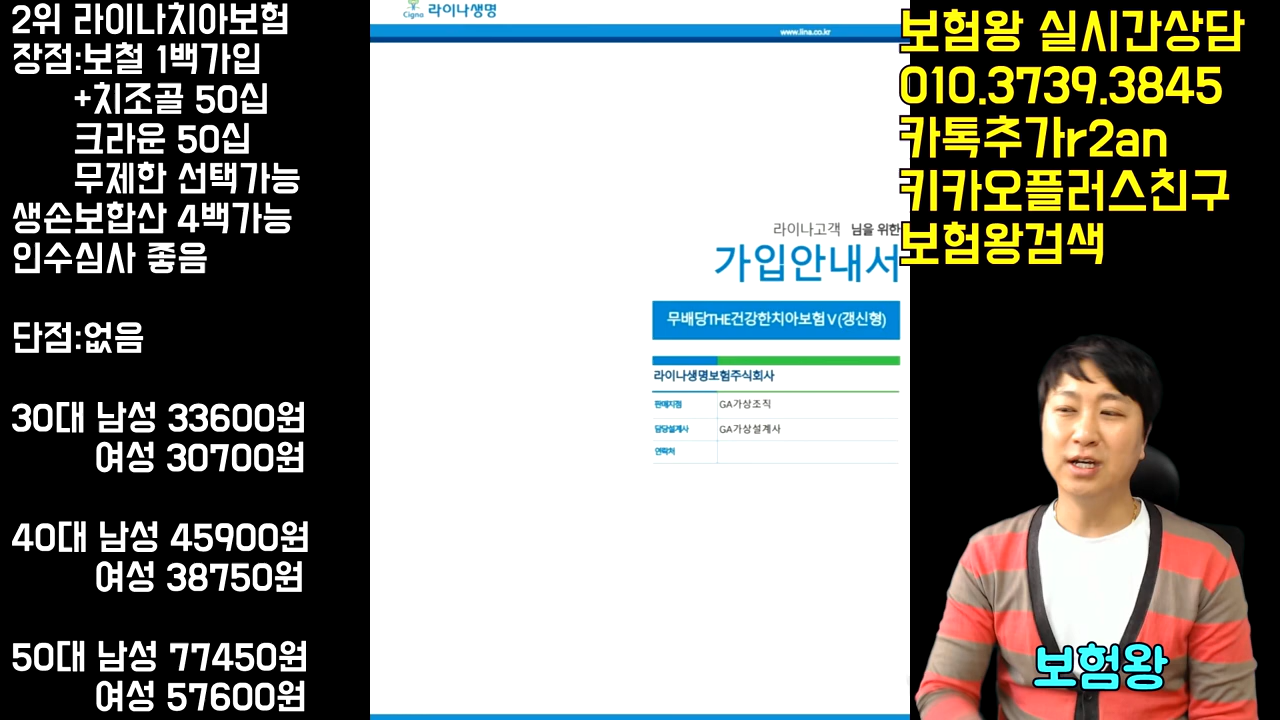 2위 라이나치아보험
장점:보철 1백가입
+치조골 50십
크라운 50십
무제한 선택가능
생손보합산 4백가능
인수심사 좋음
단점:없음
30대 남성 33600원
여성 30700원
40대 남성 45900원
여성 38750원
50대 남성 77450원
여성 57600원
Cigna 라이나생명
www.lina.co.kr
라이나고객 님을 위한
가입안내서
무배당THE건강한치아보험Ⅴ(갱신형)
라이나생명보험주식회사
판매지점 GA가상조직
담당설계사 GA가상설계사
연락처
보험왕 실시간상담
010.3739.3845
카톡추가r2an
키카오플러스친구
보험왕검색
보험왕